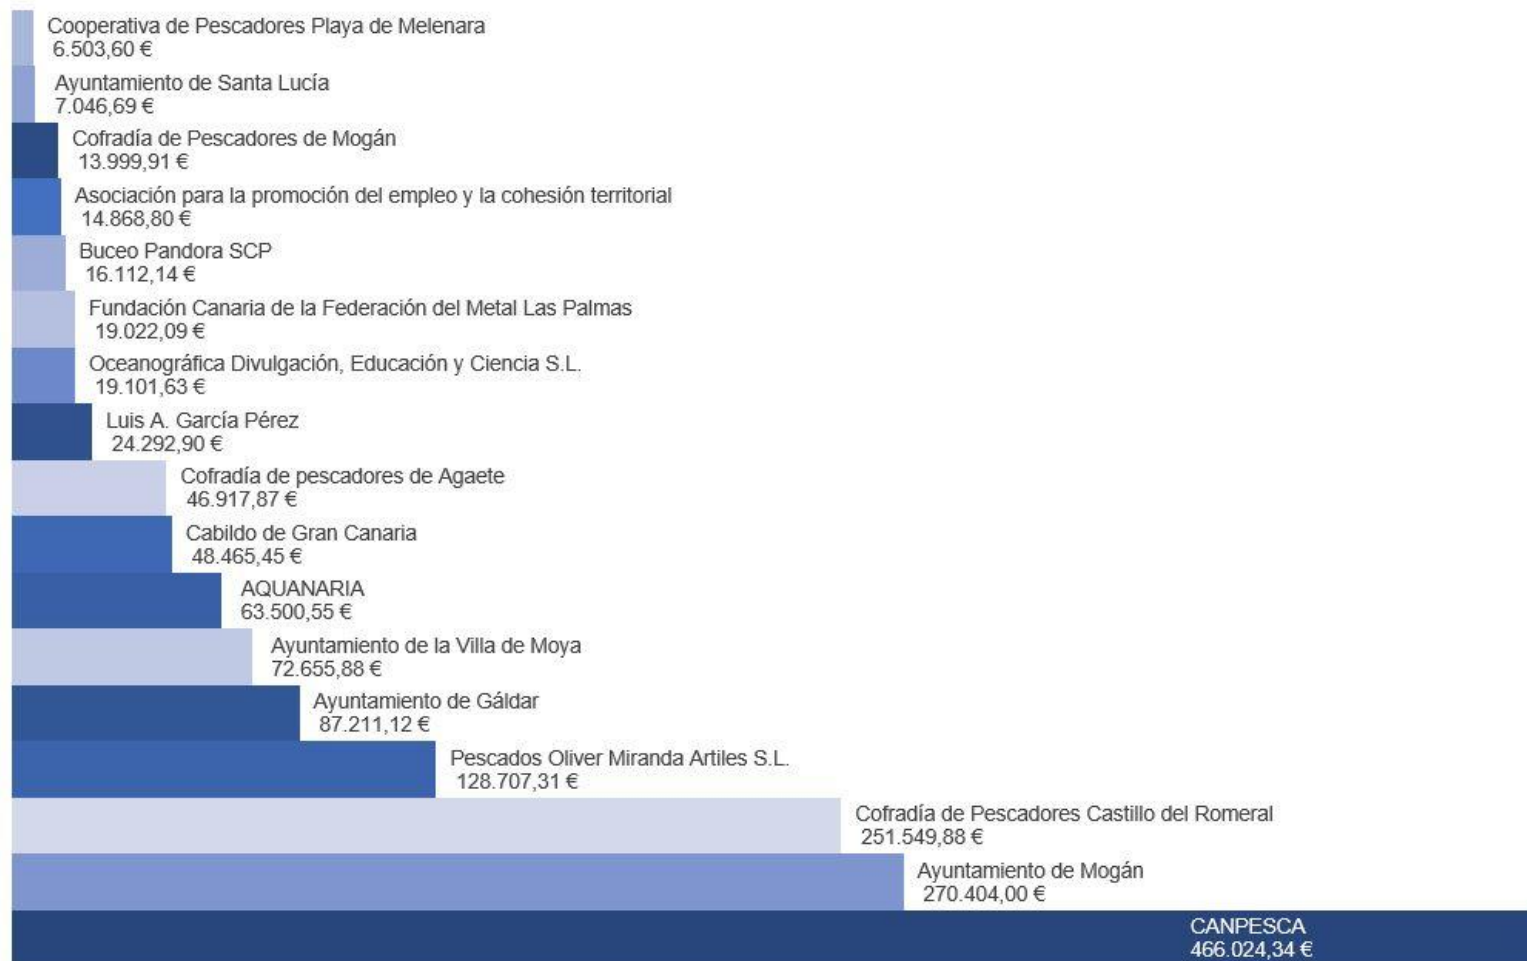 Cooperativa de Pescadores Playa de Melenara
6.503,60 €
Ayuntamiento de Santa Lucía
7.046,69 €
Cofradía de Pescadores de Mogán
13.999,91 €
Asociación para la promoción del empleo y la cohesión territorial
14.868,80 €
Buceo Pandora SCP
16.112,14 €
Fundación Canaria de la Federación del Metal Las Palmas
19.022,09 €
Oceanográfica Divulgación, Educación y Ciencia S.L.
19.101,63 €
Luis A. García Pérez
24.292,90 €
Cofradía de pescadores de Agaete
46.917,87 €
Cabildo de Gran Canaria
48.465,45 €
AQUANARIA
63.500,55 €
Ayuntamiento de la Villa de Moya
72.655,88 €
Ayuntamiento de Gáldar
87.211,12 €
Pescados Oliver Miranda Artiles S.L.
128.707,31 €
Cofradía de Pescadores Castillo del Romeral
251.549,88 €
Ayuntamiento de Mogán
270.404,00 €
CANPESCA
466.024,34 €